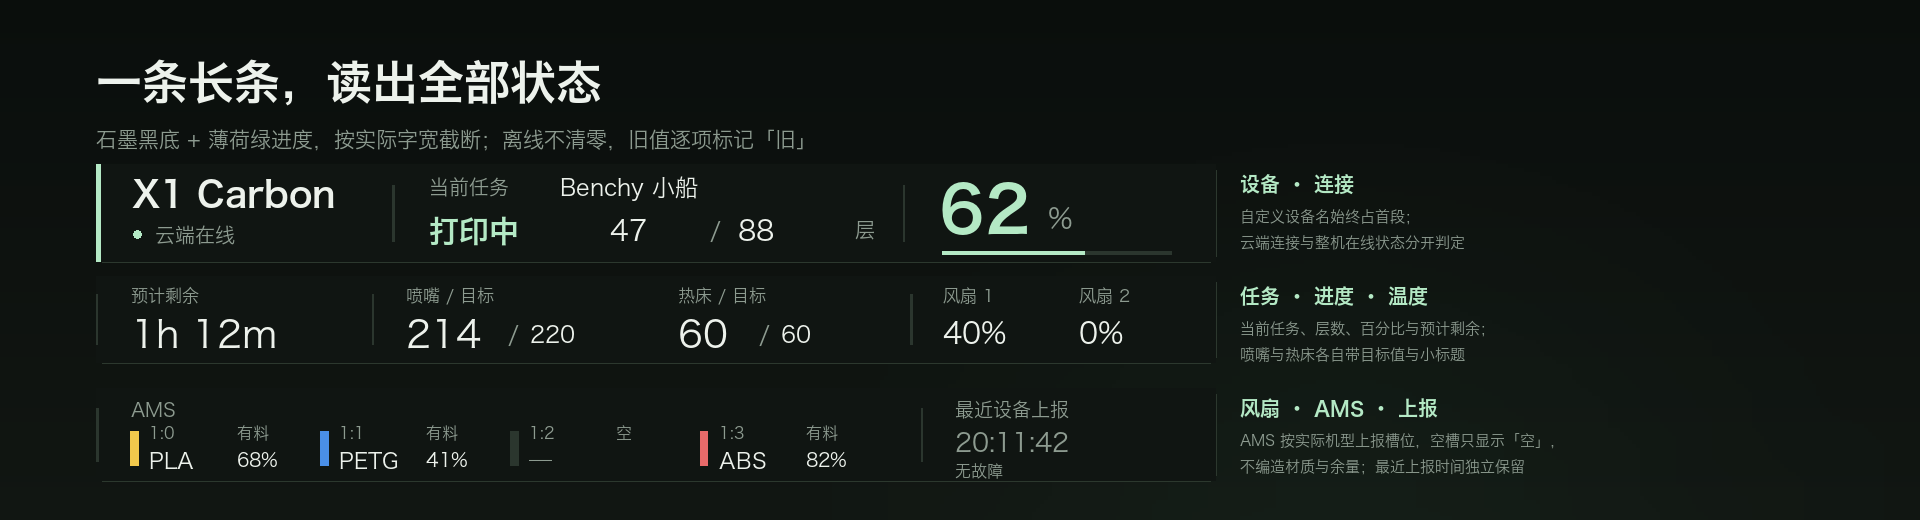 一条长条，读出全部状态
石墨黑底 + 薄荷绿进度，按实际字宽截断；离线不清零，旧值逐项标记「旧」
X1 Carbon
云端在线
当前任务 Benchy 小船
打印中 47 / 88 层
62 %
设备 · 连接
自定义设备名始终占首段；
云端连接与整机在线状态分开判定
预计剩余
1h 12m
喷嘴 / 目标
214 / 220
热床 / 目标
60 / 60
风扇 1
40%
风扇 2
0%
任务 · 进度 · 温度
当前任务、层数、百分比与预计剩余；
喷嘴与热床各自带目标值与小标题
AMS
1:0 有料
PLA 68%
1:1 有料
PETG 41%
1:2 空
—
1:3 有料
ABS 82%
最近设备上报
20:11:42
无故障
风扇 · AMS · 上报
AMS 按实际机型上报槽位，空槽只显示「空」，
不编造材质与余量；最近上报时间独立保留